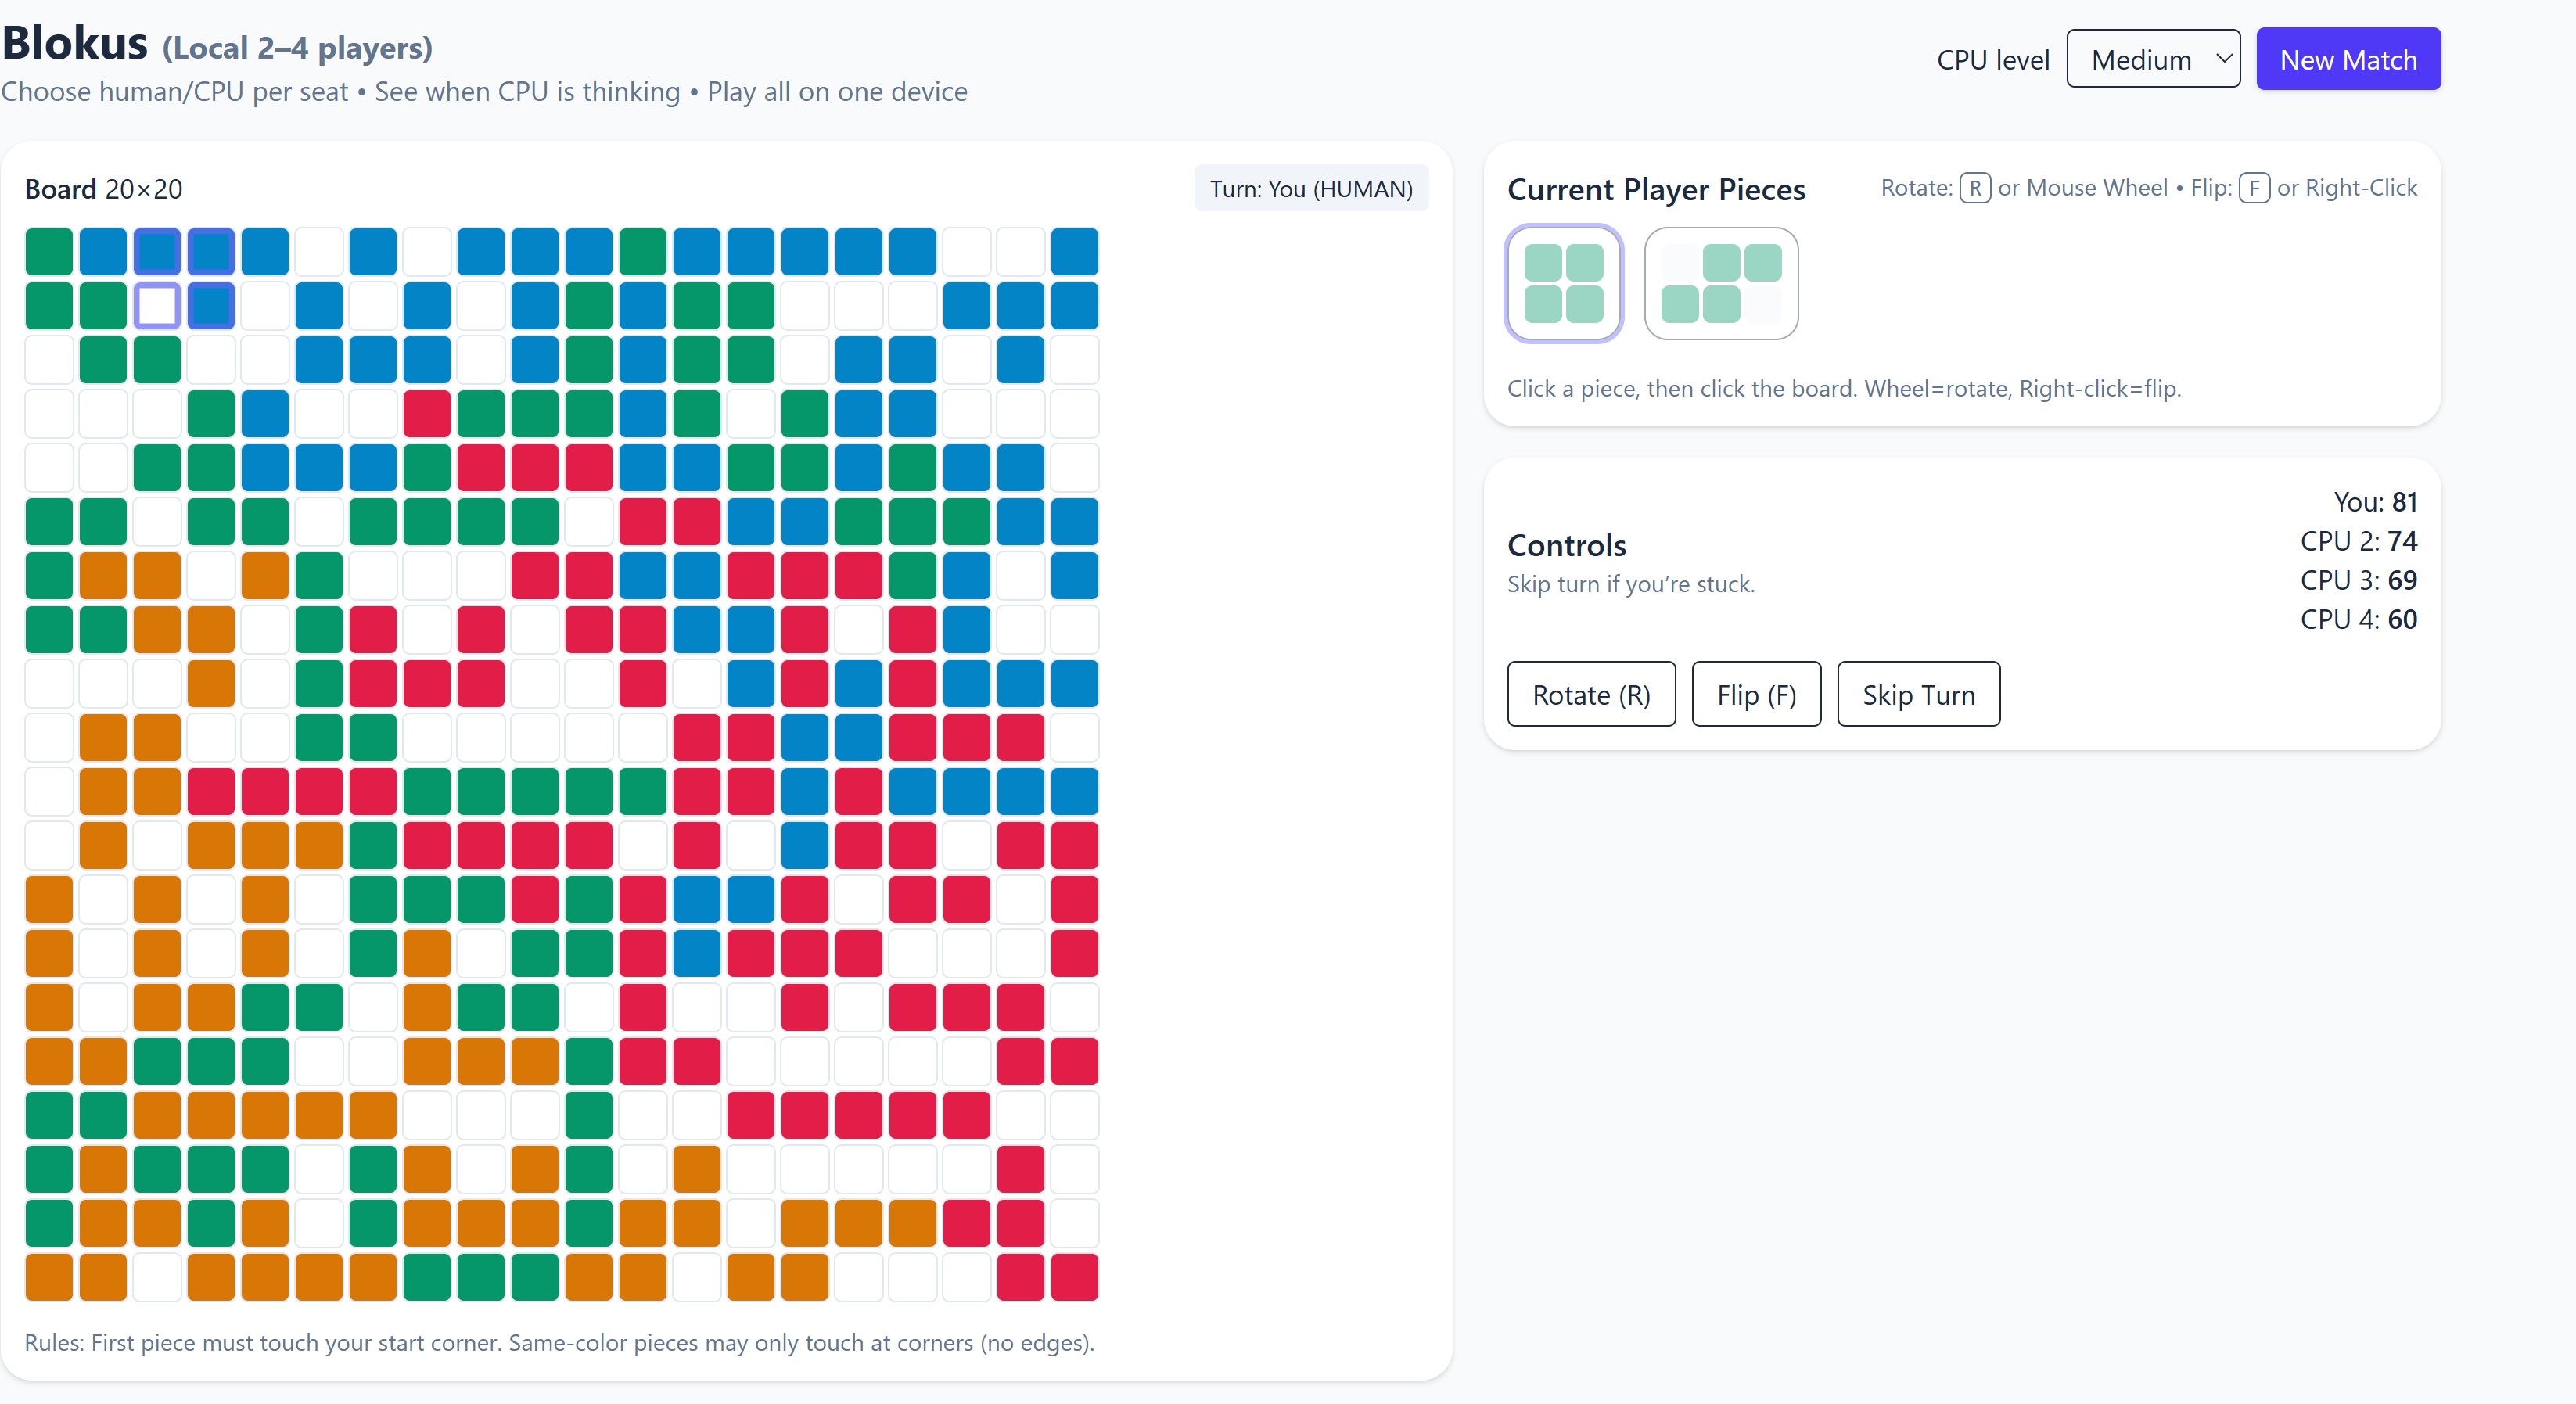 Blokus (Local 2–4 players)
Choose human/CPU per seat • See when CPU is thinking • Play all on one device
CPU level
Medium
New Match
Board 20×20
Turn: You (HUMAN)
Rules: First piece must touch your start corner. Same-color pieces may only touch at corners (no edges).
Current Player Pieces
Rotate: R or Mouse Wheel • Flip: F or Right-Click
Click a piece, then click the board. Wheel=rotate, Right-click=flip.
Controls
Skip turn if you’re stuck.
You: 81
CPU 2: 74
CPU 3: 69
CPU 4: 60
Rotate (R)
Flip (F)
Skip Turn